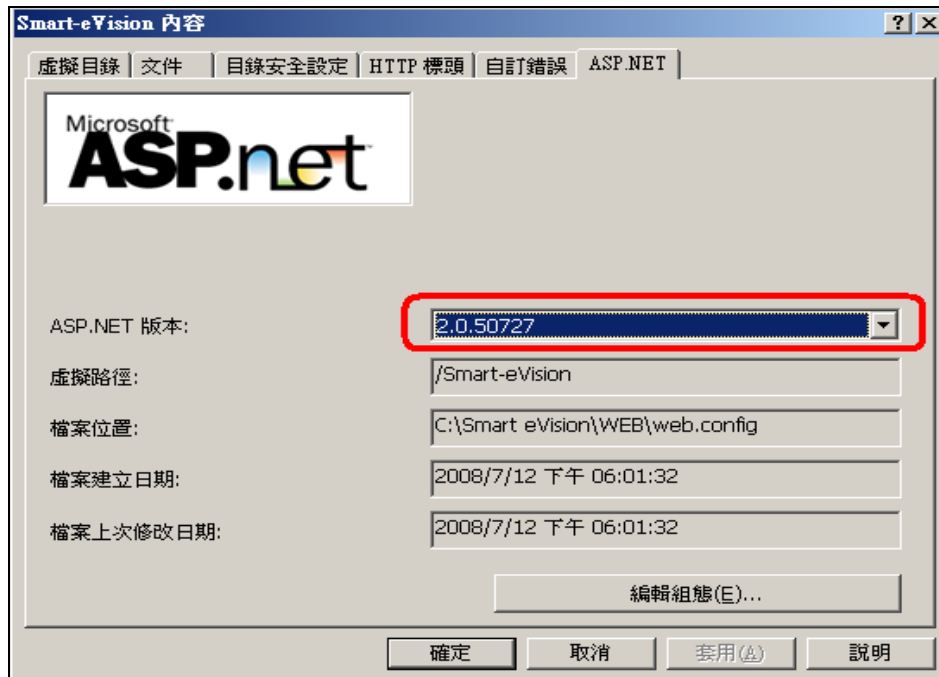 Smart-eVision 內容
虛擬目錄 文件 目錄安全設定 HTTP 標頭 自訂錯誤 ASP.NET
Microsoft
ASP.net
ASP.NET 版本: 2.0.50727
虛擬路徑: /Smart-eVision
檔案位置: C:\Smart eVision\WEB\web.config
檔案建立日期: 2008/7/12 下午 06:01:32
檔案上次修改日期: 2008/7/12 下午 06:01:32
編輯組態(E)...
確定 取消 套用(A) 說明